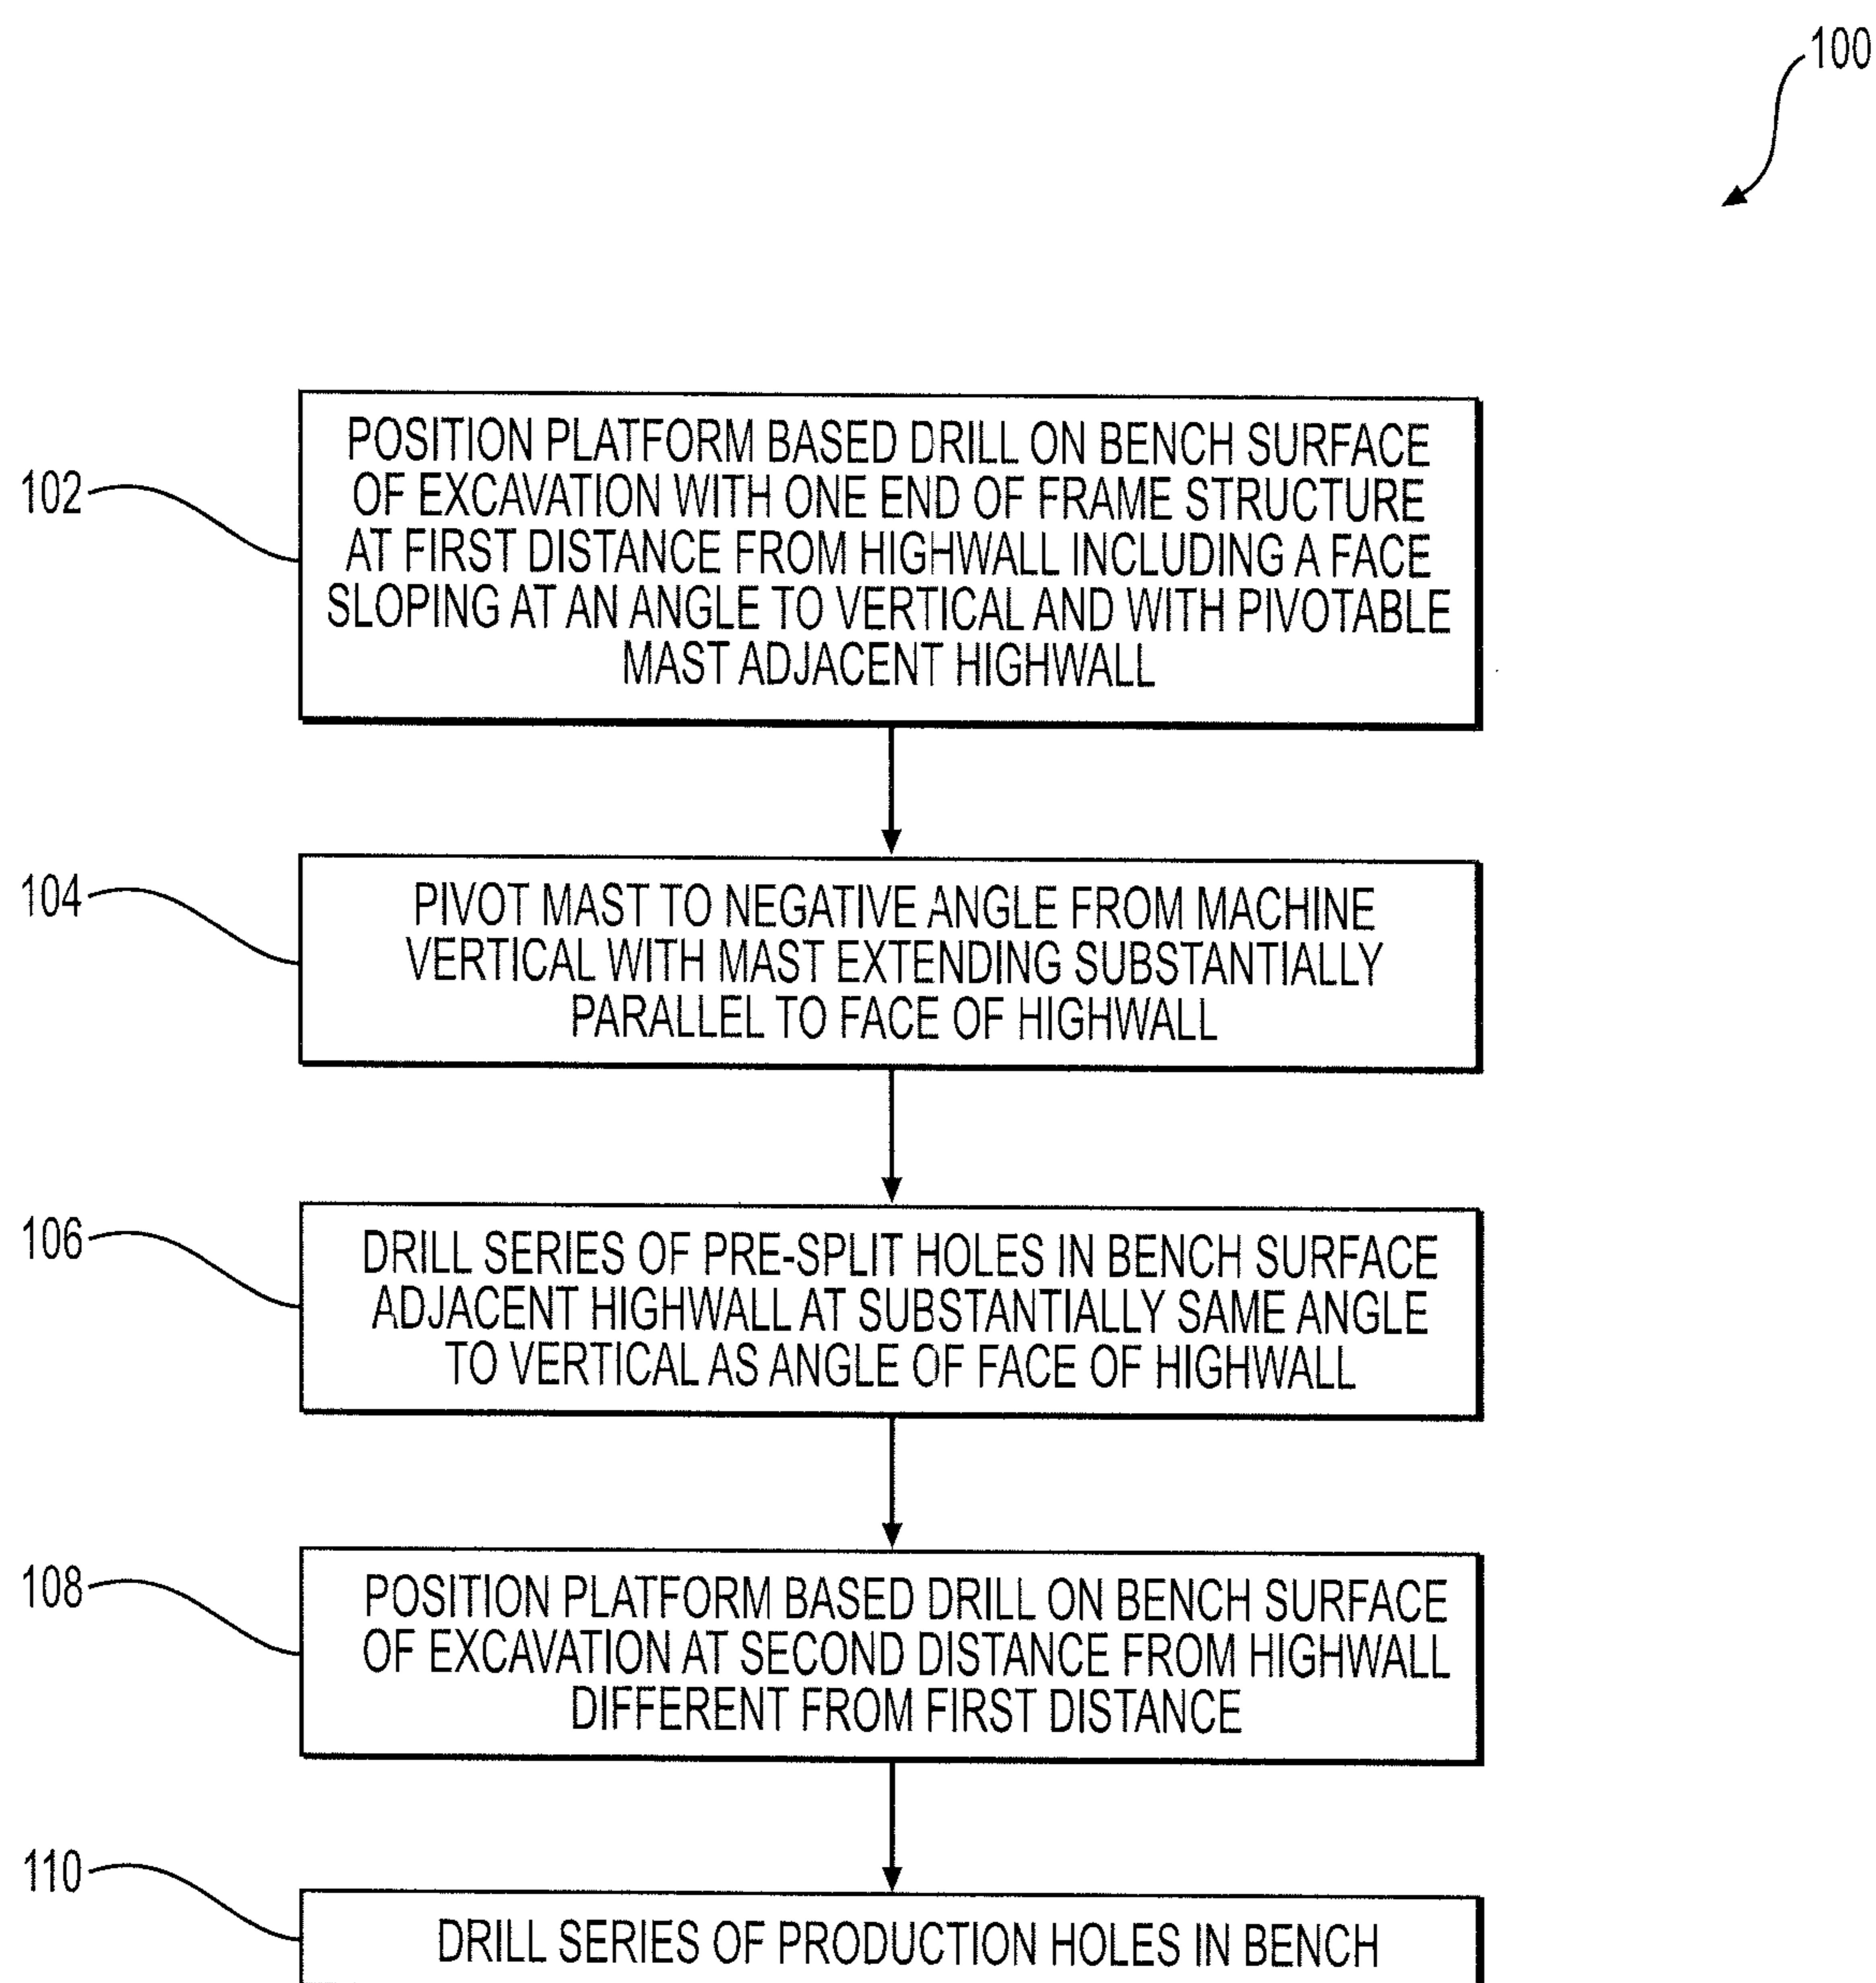 100
102
POSITION PLATFORM BASED DRILL ON BENCH SURFACE
OF EXCAVATION WITH ONE END OF FRAME STRUCTURE
AT FIRST DISTANCE FROM HIGHWALL INCLUDING A FACE
SLOPING AT AN ANGLE TO VERTICAL AND WITH PIVOTABLE
MAST ADJACENT HIGHWALL
104
PIVOT MAST TO NEGATIVE ANGLE FROM MACHINE
VERTICAL WITH MAST EXTENDING SUBSTANTIALLY
PARALLEL TO FACE OF HIGHWALL
106
DRILL SERIES OF PRE-SPLIT HOLES IN BENCH SURFACE
ADJACENT HIGHWALL AT SUBSTANTIALLY SAME ANGLE
TO VERTICAL AS ANGLE OF FACE OF HIGHWALL
108
POSITION PLATFORM BASED DRILL ON BENCH SURFACE
OF EXCAVATION AT SECOND DISTANCE FROM HIGHWALL
DIFFERENT FROM FIRST DISTANCE
110
DRILL SERIES OF PRODUCTION HOLES IN BENCH